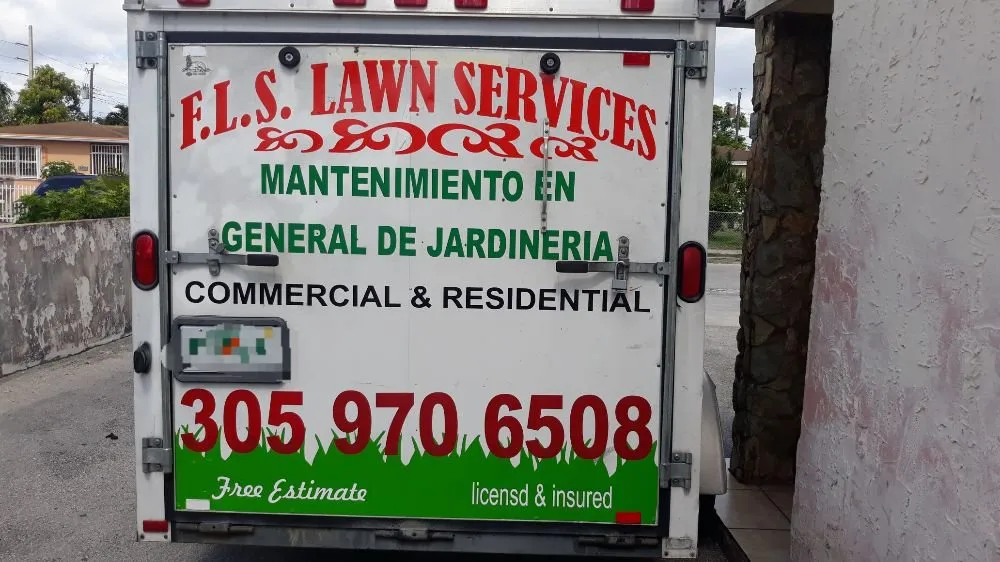 F.L.S. LAWN SERVICES
MANTENIMIENTO EN
GENERAL DE JARDINERIA
COMMERCIAL & RESIDENTIAL
305 970 6508
Free Estimate
licensd & insured